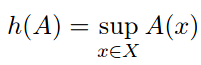 h(A) = sup A(x)
x∈X